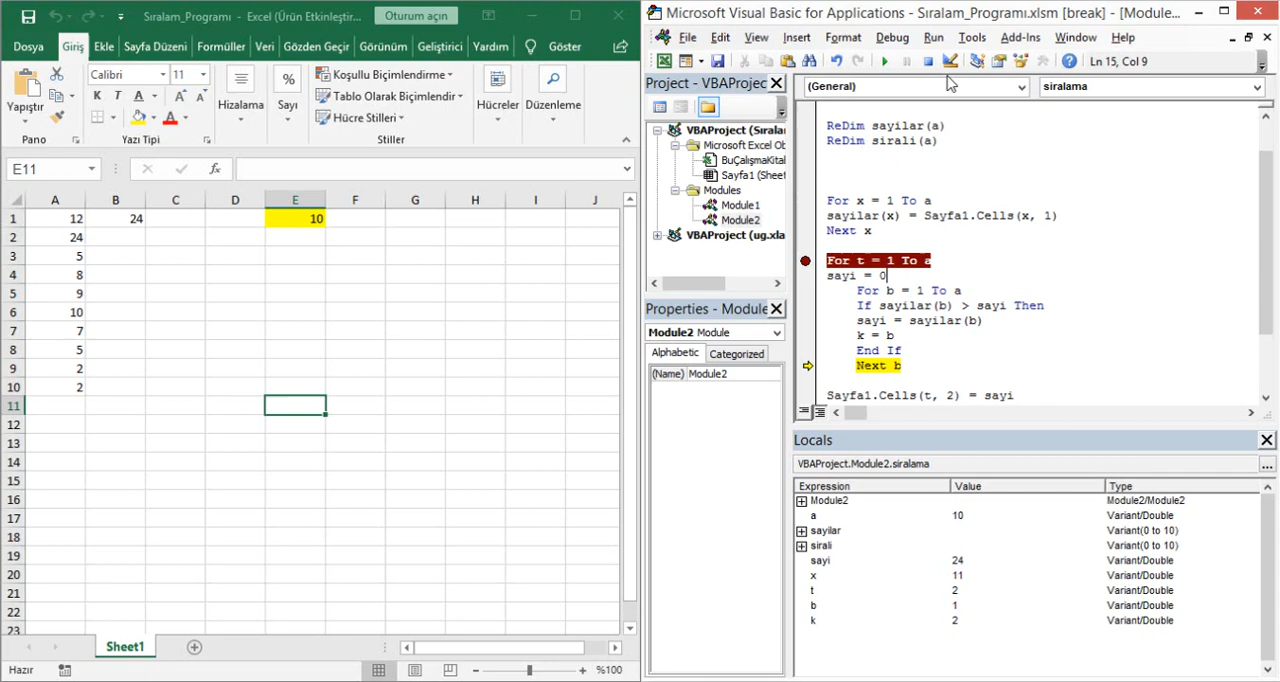 Sıralam_Programı - Excel (Ürün Etkinleştir...
Oturum açın
Dosya Giriş Ekle Sayfa Düzeni Formüller Veri Gözden Geçir Görünüm Geliştirici Yardım Göster
Yapıştır
Calibri 11
K T A
Hizalama
%
Sayı
Koşullu Biçimlendirme
Tablo Olarak Biçimlendir
Hücre Stilleri
Hücreler
Düzenleme
Pano Yazı Tipi Stiller
E11 fx
A B C D E F G H I J
1 12 24 10
2 24
3 5
4 8
5 9
6 10
7 7
8 5
9 2
10 2
11
12
13
14
15
16
17
18
19
20
21
22
23
Sheet1
Hazır %100
Microsoft Visual Basic for Applications - Sıralam_Programı.xlsm [break] - [Module...
File Edit View Insert Format Debug Run Tools Add-Ins Window Help
Ln 15, Col 9
Project - VBAProjec
VBAProject (Sıralar
Microsoft Excel Ob
BuÇalışmaKital
Sayfa1 (Sheet
Modules
Module1
Module2
VBAProject (ug.xla
Properties - Module
Module2 Module
Alphabetic Categorized
(Name) Module2
(General) siralama
ReDim sayilar(a)
ReDim sirali(a)
For x = 1 To a
sayilar(x) = Sayfa1.Cells(x, 1)
Next x
For t = 1 To a
sayi = 0
For b = 1 To a
If sayilar(b) > sayi Then
sayi = sayilar(b)
k = b
End If
Next b
Sayfa1.Cells(t, 2) = sayi
Locals
VBAProject.Module2.siralama
...
Expression Value Type
Module2 Module2/Module2
a 10 Variant/Double
sayilar Variant(0 to 10)
sirali Variant(0 to 10)
sayi 24 Variant/Double
x 11 Variant/Double
t 2 Variant/Double
b 1 Variant/Double
k 2 Variant/Double